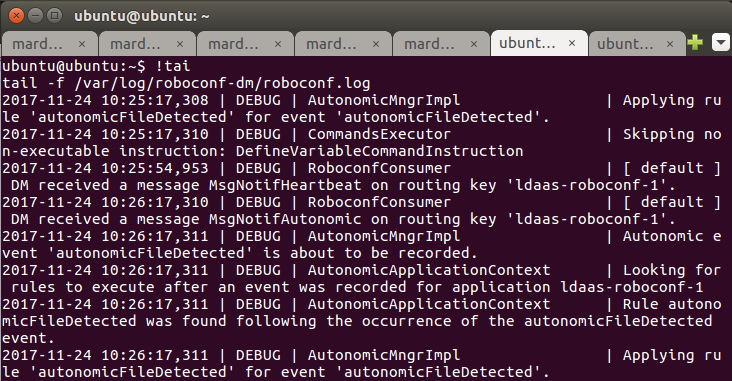 ubuntu@ubuntu: ~
mard... × mard... × mard... × mard... × mard... × ubunt... × ubunt... ×
ubuntu@ubuntu:~$ !tai
tail -f /var/log/roboconf-dm/roboconf.log
2017-11-24 10:25:17,308 | DEBUG | AutonomicMngrImpl                | Applying ru
le 'autonomicFileDetected' for event 'autonomicFileDetected'.
2017-11-24 10:25:17,310 | DEBUG | CommandsExecutor                 | Skipping no
n-executable instruction: DefineVariableCommandInstruction
2017-11-24 10:25:54,953 | DEBUG | RoboconfConsumer                 | [ default ]
 DM received a message MsgNotifHeartbeat on routing key 'ldaas-roboconf-1'.
2017-11-24 10:26:17,310 | DEBUG | RoboconfConsumer                 | [ default ]
 DM received a message MsgNotifAutonomic on routing key 'ldaas-roboconf-1'.
2017-11-24 10:26:17,311 | DEBUG | AutonomicMngrImpl                | Autonomic e
vent 'autonomicFileDetected' is about to be recorded.
2017-11-24 10:26:17,311 | DEBUG | AutonomicApplicationContext      | Looking for
 rules to execute after an event was recorded for application ldaas-roboconf-1
2017-11-24 10:26:17,311 | DEBUG | AutonomicApplicationContext      | Rule autono
micFileDetected was found following the occurrence of the autonomicFileDetected
event.
2017-11-24 10:26:17,311 | DEBUG | AutonomicMngrImpl                | Applying ru
le 'autonomicFileDetected' for event 'autonomicFileDetected'.